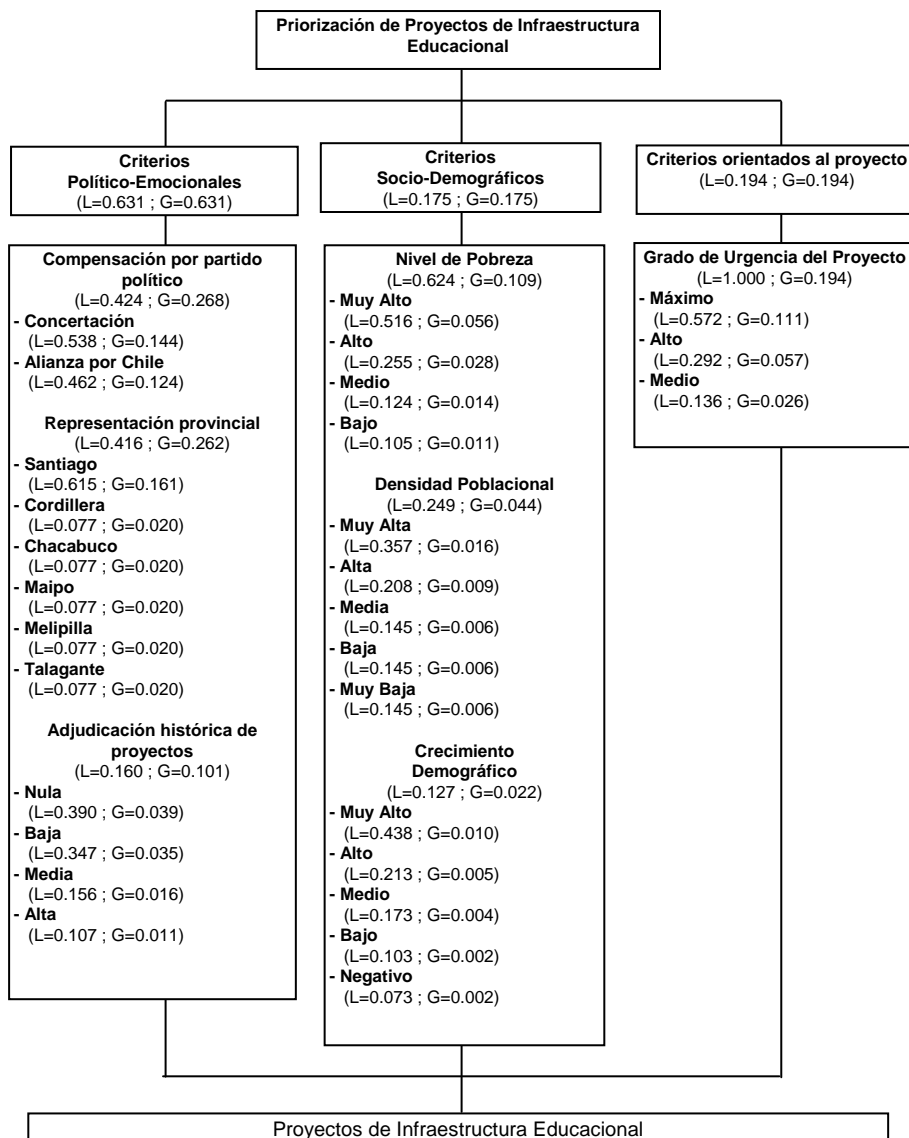 Priorización de Proyectos de Infraestructura
Educacional
Criterios
Político-Emocionales
(L=0.631 ; G=0.631)
Compensación por partido
político
(L=0.424 ; G=0.268)
- Concertación
(L=0.538 ; G=0.144)
- Alianza por Chile
(L=0.462 ; G=0.124)
Representación provincial
(L=0.416 ; G=0.262)
- Santiago
(L=0.615 ; G=0.161)
- Cordillera
(L=0.077 ; G=0.020)
- Chacabuco
(L=0.077 ; G=0.020)
- Maipo
(L=0.077 ; G=0.020)
- Melipilla
(L=0.077 ; G=0.020)
- Talagante
(L=0.077 ; G=0.020)
Adjudicación histórica de
proyectos
(L=0.160 ; G=0.101)
- Nula
(L=0.390 ; G=0.039)
- Baja
(L=0.347 ; G=0.035)
- Media
(L=0.156 ; G=0.016)
- Alta
(L=0.107 ; G=0.011)
Criterios
Socio-Demográficos
(L=0.175 ; G=0.175)
Nivel de Pobreza
(L=0.624 ; G=0.109)
- Muy Alto
(L=0.516 ; G=0.056)
- Alto
(L=0.255 ; G=0.028)
- Medio
(L=0.124 ; G=0.014)
- Bajo
(L=0.105 ; G=0.011)
Densidad Poblacional
(L=0.249 ; G=0.044)
- Muy Alta
(L=0.357 ; G=0.016)
- Alta
(L=0.208 ; G=0.009)
- Media
(L=0.145 ; G=0.006)
- Baja
(L=0.145 ; G=0.006)
- Muy Baja
(L=0.145 ; G=0.006)
Crecimiento
Demográfico
(L=0.127 ; G=0.022)
- Muy Alto
(L=0.438 ; G=0.010)
- Alto
(L=0.213 ; G=0.005)
- Medio
(L=0.173 ; G=0.004)
- Bajo
(L=0.103 ; G=0.002)
- Negativo
(L=0.073 ; G=0.002)
Criterios orientados al proyecto
(L=0.194 ; G=0.194)
Grado de Urgencia del Proyecto
(L=1.000 ; G=0.194)
- Máximo
(L=0.572 ; G=0.111)
- Alto
(L=0.292 ; G=0.057)
- Medio
(L=0.136 ; G=0.026)
Proyectos de Infraestructura Educacional